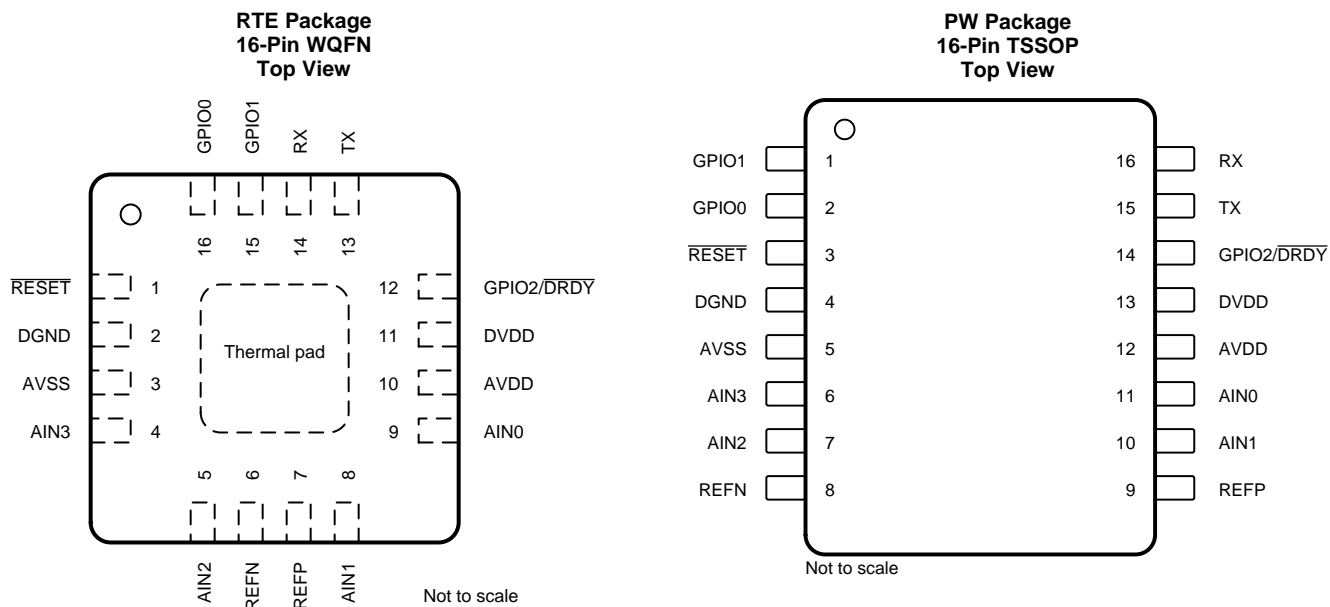 RTE Package
16-Pin WQFN
Top View
GPIO0
GPIO1
RX
TX
16
15
14
13
RESET 1
DGND 2
AVSS 3
AIN3 4
Thermal pad
12 GPIO2/DRDY
11 DVDD
10 AVDD
9 AIN0
5
6
7
8
AIN2
REFN
REFP
AIN1
Not to scale
PW Package
16-Pin TSSOP
Top View
GPIO1 1 16 RX
GPIO0 2 15 TX
RESET 3 14 GPIO2/DRDY
DGND 4 13 DVDD
AVSS 5 12 AVDD
AIN3 6 11 AIN0
AIN2 7 10 AIN1
REFN 8 9 REFP
Not to scale